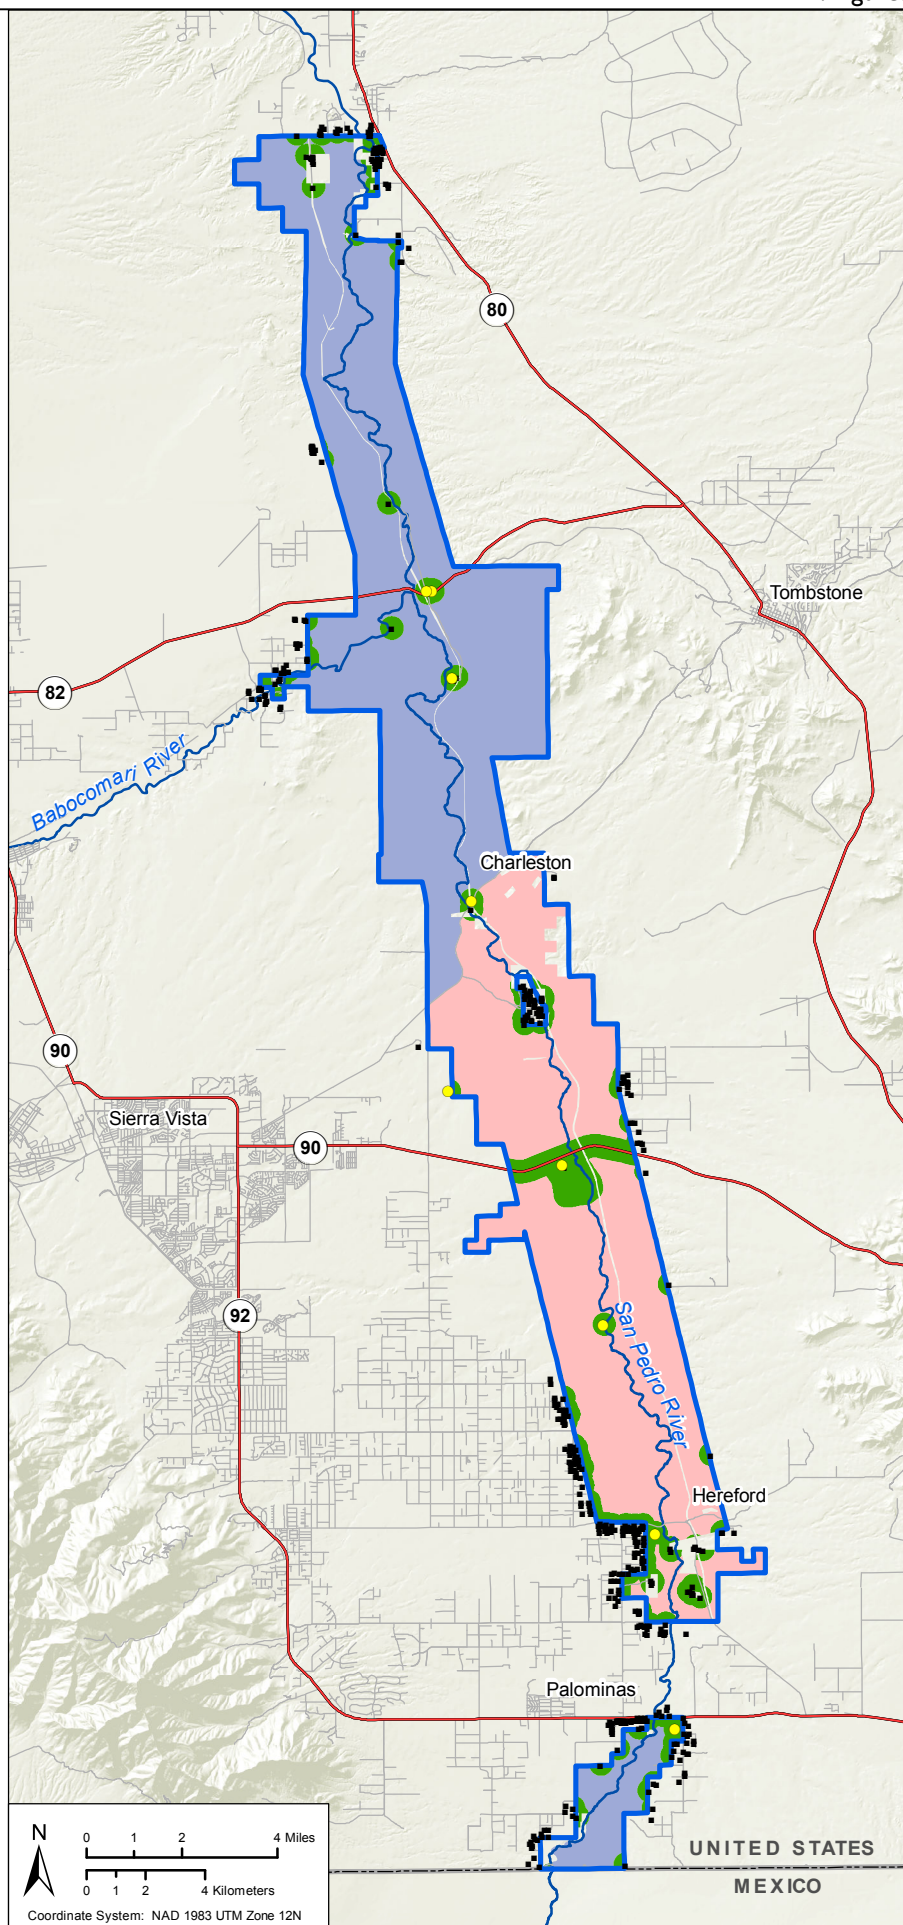 80
Tombstone
82
Babocomari River
Charleston
90
Sierra Vista
90
92
San Pedro River
Hereford
Palominas
UNITED STATES
MEXICO
N
0 1 2 4 Miles
0 1 2 4 Kilometers
Coordinate System: NAD 1983 UTM Zone 12N